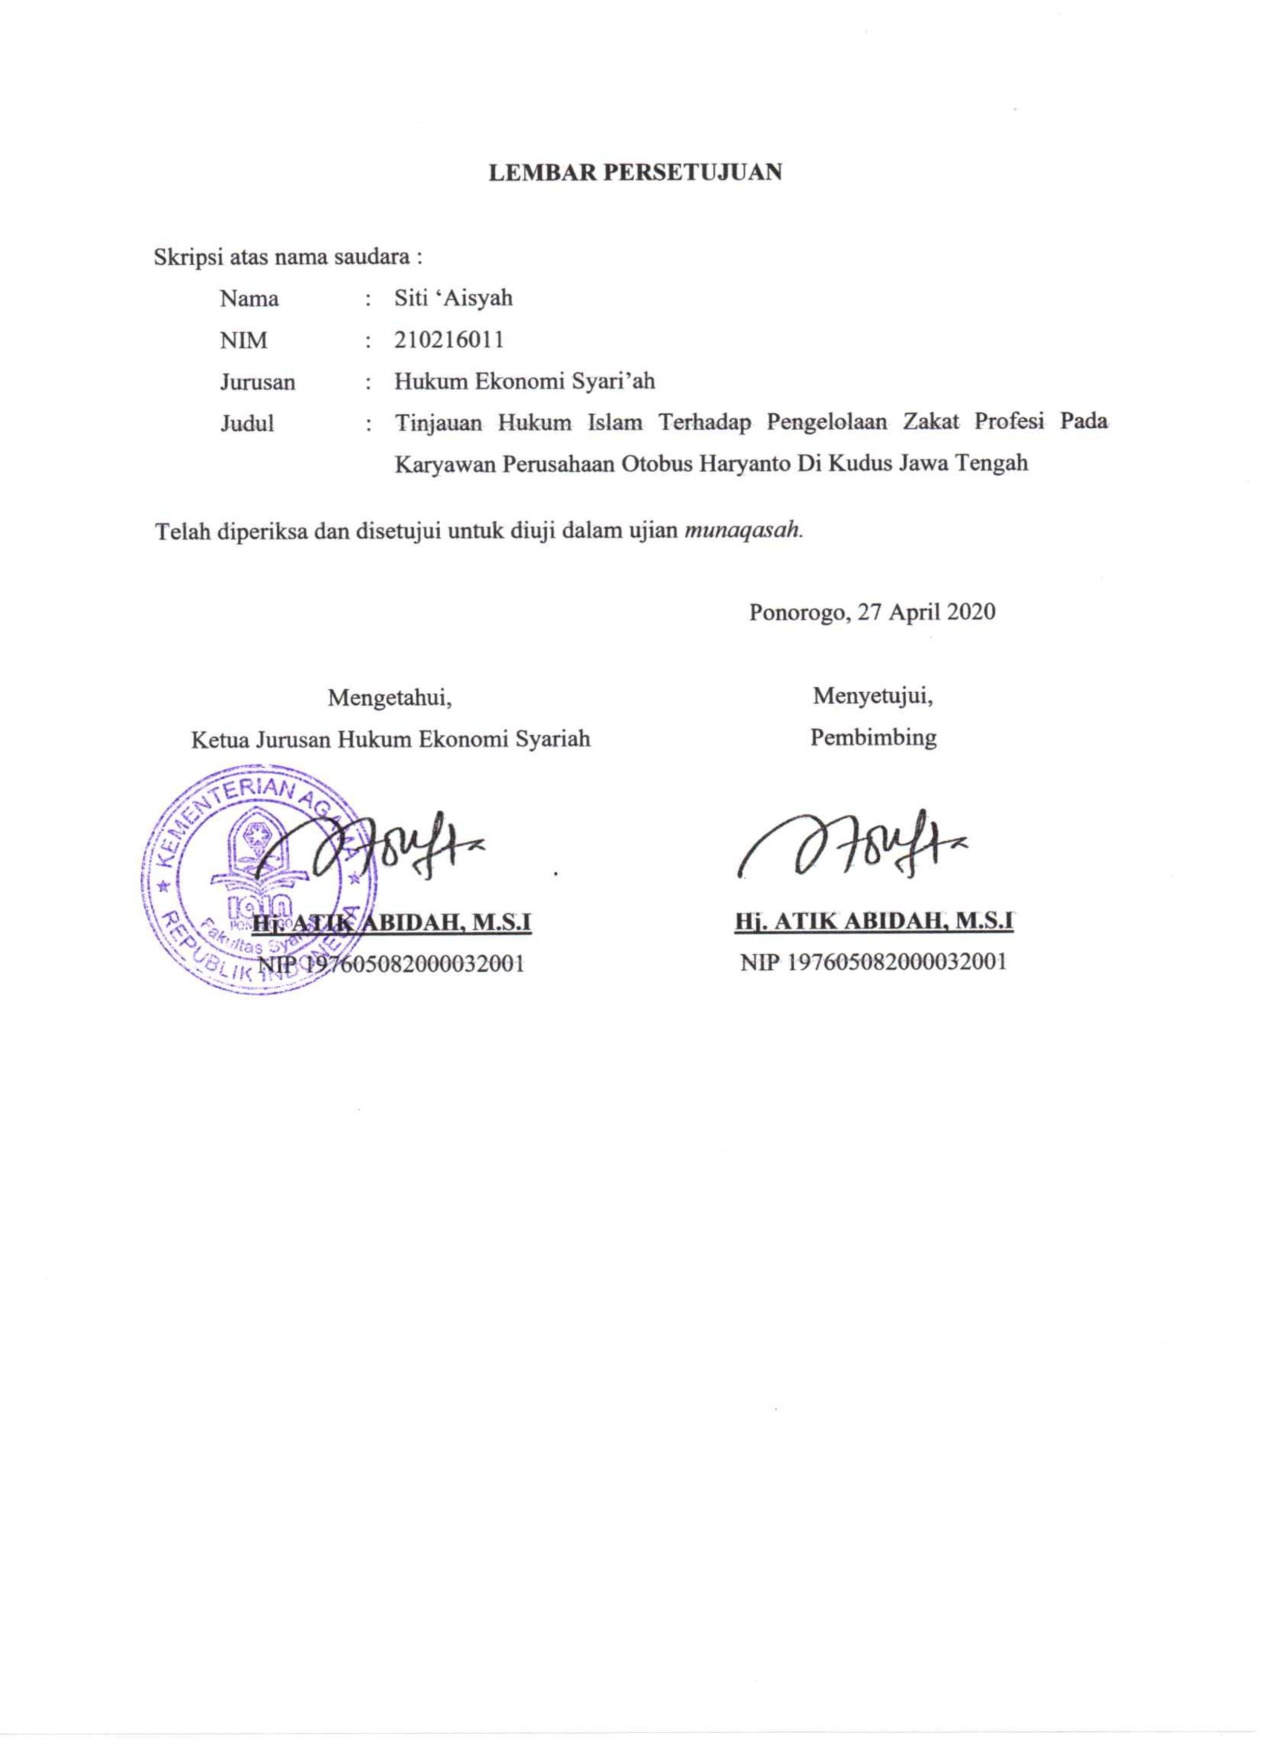 LEMBAR PERSETUJUAN
Skripsi atas nama saudara :
Nama : Siti ‘Aisyah
NIM : 210216011
Jurusan : Hukum Ekonomi Syari’ah
Judul : Tinjauan Hukum Islam Terhadap Pengelolaan Zakat Profesi Pada
Karyawan Perusahaan Otobus Haryanto Di Kudus Jawa Tengah
Telah diperiksa dan disetujui untuk diuji dalam ujian munaqasah.
Ponorogo, 27 April 2020
Mengetahui,
Ketua Jurusan Hukum Ekonomi Syariah
KEMENTERIAN AGAMA
REPUBLIK INDONESIA
IAIN
PONOROGO
Fakultas Syariah
Hj. ATIK ABIDAH, M.S.I
NIP 197605082000032001
Menyetujui,
Pembimbing
Hj. ATIK ABIDAH, M.S.I
NIP 197605082000032001